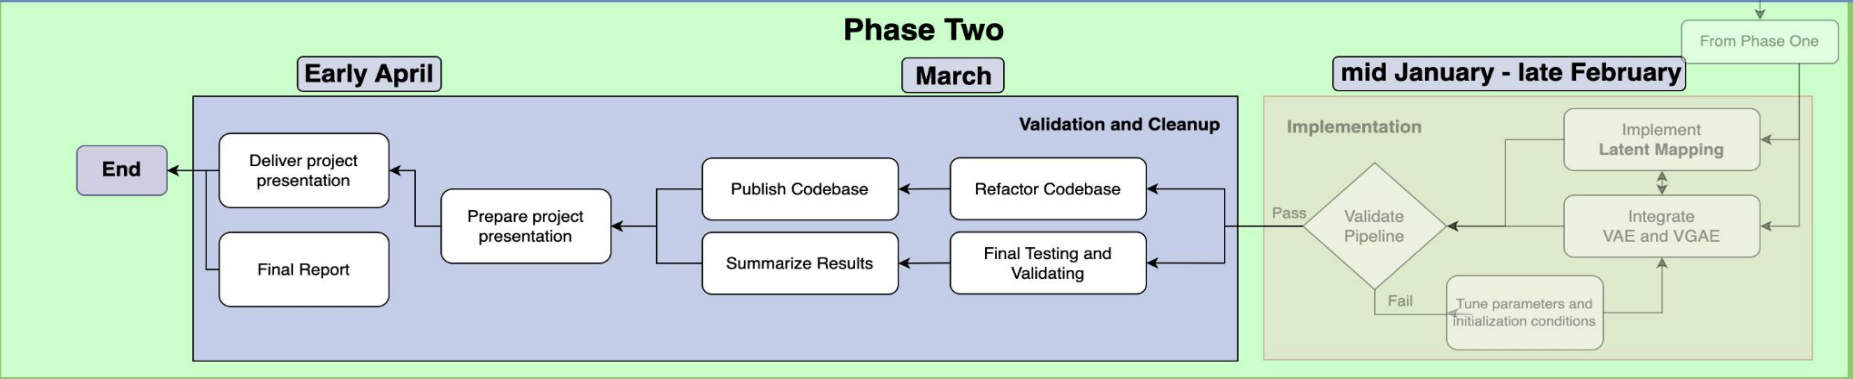 Phase Two
From Phase One
Early April
March
mid January - late February
Validation and Cleanup
Implementation
End
Deliver project
presentation
Final Report
Prepare project
presentation
Publish Codebase
Summarize Results
Refactor Codebase
Final Testing and
Validating
Pass
Validate
Pipeline
Fail
Implement
Latent Mapping
Integrate
VAE and VGAE
Tune parameters and
initialization conditions